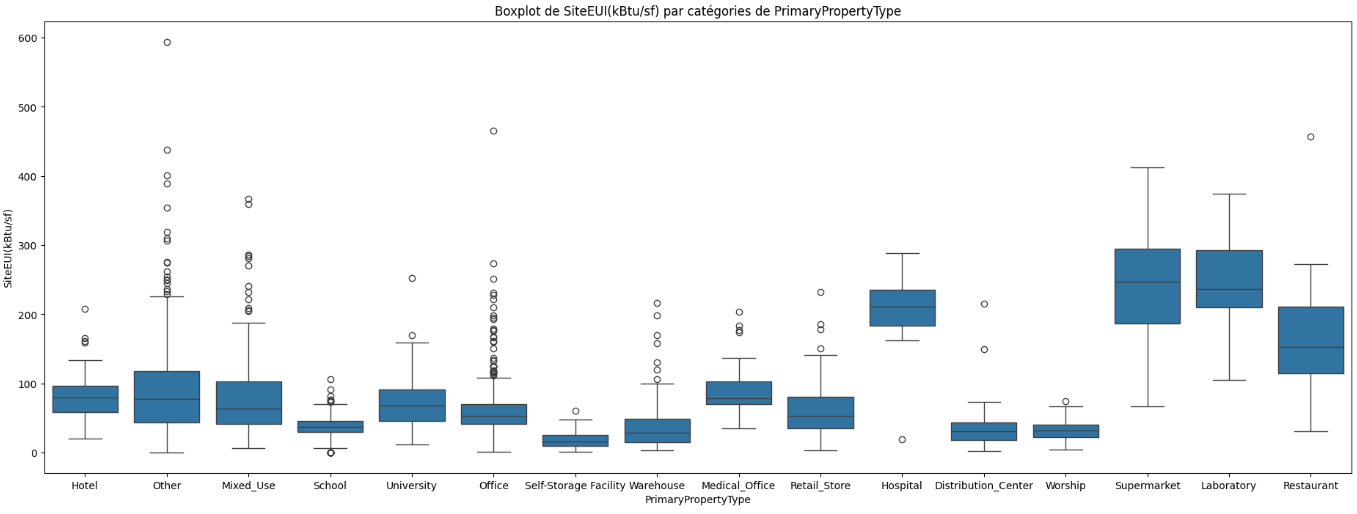 Boxplot de SiteEUI(kBtu/sf) par catégories de PrimaryPropertyType
SiteEUI(kBtu/sf)
600
500
400
300
200
100
0
Hotel Other Mixed_Use School University Office Self-Storage Facility Warehouse Medical_Office Retail_Store Hospital Distribution_Center Worship Supermarket Laboratory Restaurant
PrimaryPropertyType